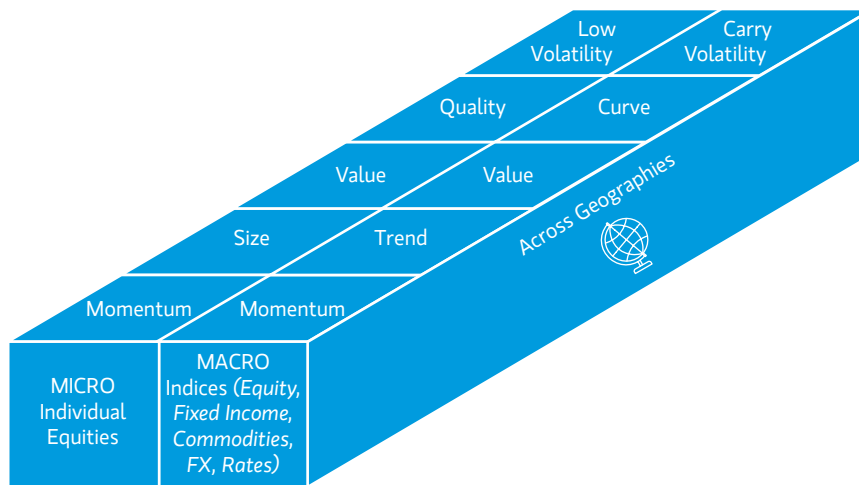 Low
Volatility
Carry
Volatility
Quality
Curve
Value
Value
Size
Trend
Momentum
Momentum
Across Geographies
MICRO
Individual
Equities
MACRO
Indices (Equity,
Fixed Income,
Commodities,
FX, Rates)